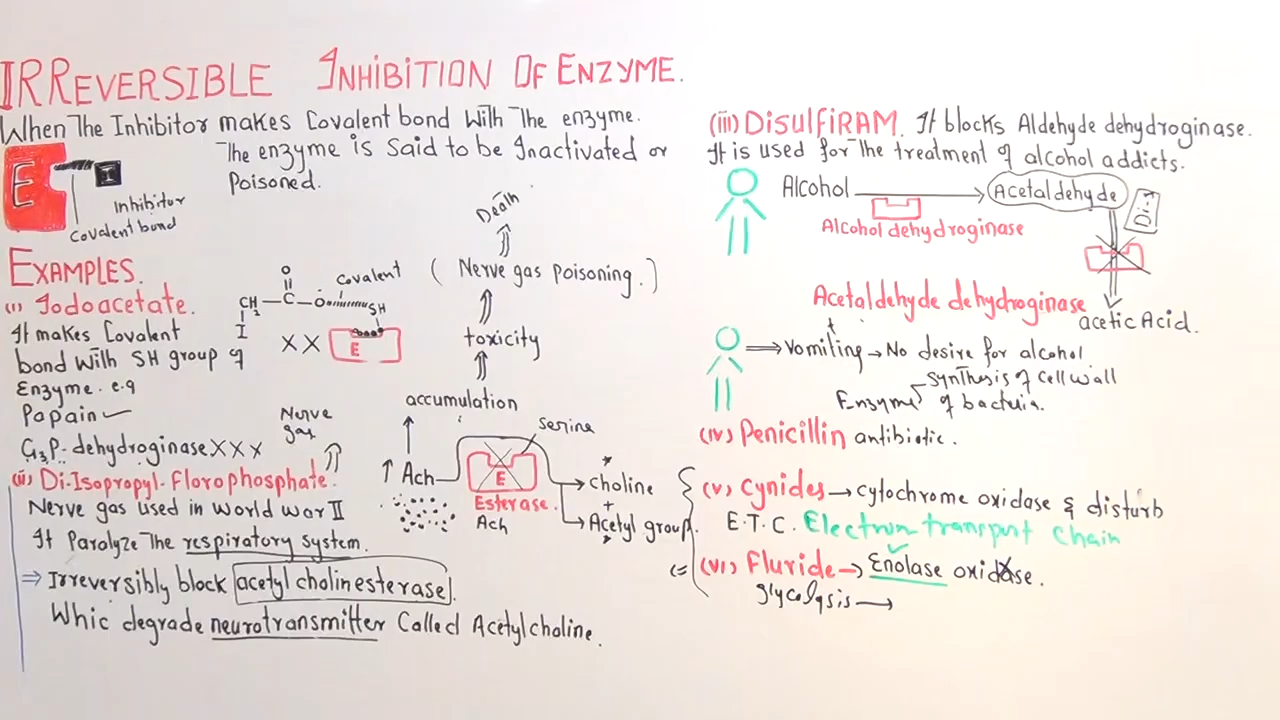 IRREVERSIBLE INHIBITION OF ENZYME.
When The Inhibitor makes Covalent bond With The enzyme.
The enzyme is Said to be Inactivated or
Poisoned.
E
I
Inhibitor
Covalent bond
EXAMPLES.
(i) Iodoacetate.
It makes Covalent
bond With SH group of
Enzyme. e.g
Papain
G3P-dehydroginase XXX
O
CH2-C-O
I
Covalent
SH
XX
E
(ii) Di-Isopropyl-Florophosphate.
Nerve
gas
Nerve gas used in World War II
It Paralyze The respiratory system.
⇒ Irreversibly block acetyl cholinesterase.
Whic degrade neurotransmitter Called Acetylcholine.
Death
(Nerve gas poisoning.)
toxicity
accumulation
↑ Ach
Serine
E
Esterase.
Ach
choline
+
Acetyl group.
(iii) DisulfiRAM. It blocks Aldehyde dehydroginase.
It is used for The treatment of alcohol addicts.
Alcohol → Acetaldehyde
Di-
Alcohol dehydroginase
Acetaldehyde dehydroginase
acetic Acid.
⇒ Vomiting → No desire for alcohol
synthesis of Cell wall
Enzyme of bacteria.
(iv) Penicillin antibiotic.
(v) Cynides → Cytochrome oxidase & disturb
E.T.C. Electron transport Chain
(vi) Fluride → Enolase oxidase.
glycolysis →